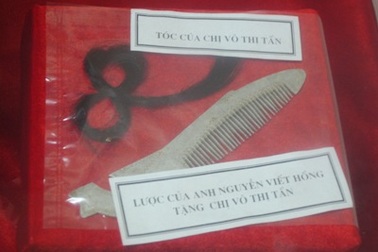 TÓC CỦA CHỊ VÕ THỊ TẦN
LƯỢC CỦA ANH NGUYỄN VIẾT HỒNG
TẶNG CHỊ VÕ THỊ TẦN